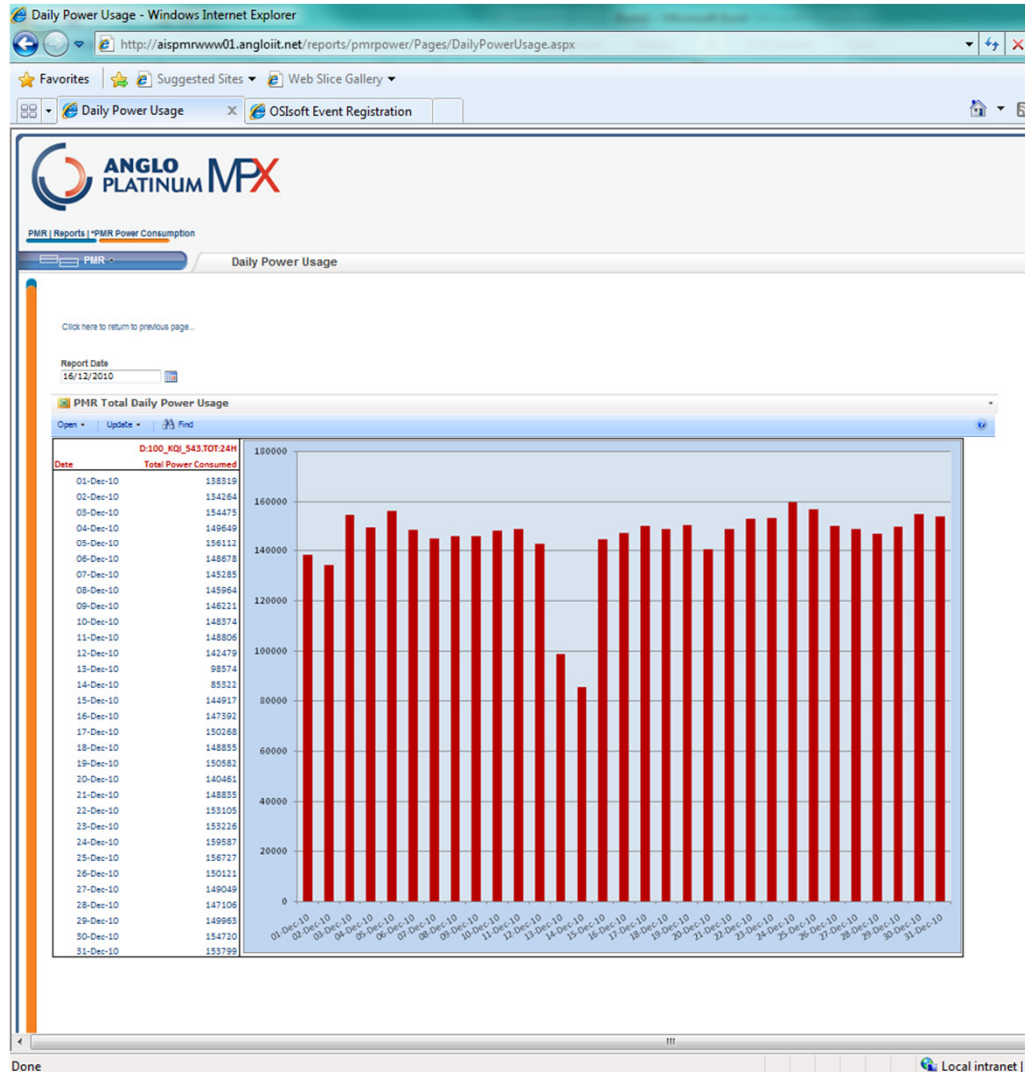 Daily Power Usage - Windows Internet Explorer
http://aispmrwww01.angloiit.net/reports/pmrpower/Pages/DailyPowerUsage.aspx
Favorites Suggested Sites Web Slice Gallery
Daily Power Usage X OSIsoft Event Registration
ANGLO
PLATINUM MPX
PMR | Reports | *PMR Power Consumption
PMR Daily Power Usage
Click here to return to previous page...
Report Date
16/12/2010
PMR Total Daily Power Usage
Open Update Find
D:100_KQI_543.TOT:24H
Date Total Power Consumed
01-Dec-10 138319
02-Dec-10 134264
03-Dec-10 154475
04-Dec-10 149649
05-Dec-10 156112
06-Dec-10 148678
07-Dec-10 145285
08-Dec-10 145964
09-Dec-10 146221
10-Dec-10 148374
11-Dec-10 148806
12-Dec-10 142479
13-Dec-10 98574
14-Dec-10 85322
15-Dec-10 144917
16-Dec-10 147392
17-Dec-10 150268
18-Dec-10 148855
19-Dec-10 150582
20-Dec-10 140461
21-Dec-10 148835
22-Dec-10 153105
23-Dec-10 153226
24-Dec-10 159587
25-Dec-10 156727
26-Dec-10 150121
27-Dec-10 149049
28-Dec-10 147106
29-Dec-10 149963
30-Dec-10 154720
31-Dec-10 153799
180000
160000
140000
120000
100000
80000
60000
40000
20000
0
01-Dec-10 02-Dec-10 03-Dec-10 04-Dec-10 05-Dec-10 06-Dec-10 07-Dec-10 08-Dec-10 09-Dec-10 10-Dec-10 11-Dec-10 12-Dec-10 13-Dec-10 14-Dec-10 15-Dec-10 16-Dec-10 17-Dec-10 18-Dec-10 19-Dec-10 20-Dec-10 21-Dec-10 22-Dec-10 23-Dec-10 24-Dec-10 25-Dec-10 26-Dec-10 27-Dec-10 28-Dec-10 29-Dec-10 30-Dec-10 31-Dec-10
Done Local intranet |